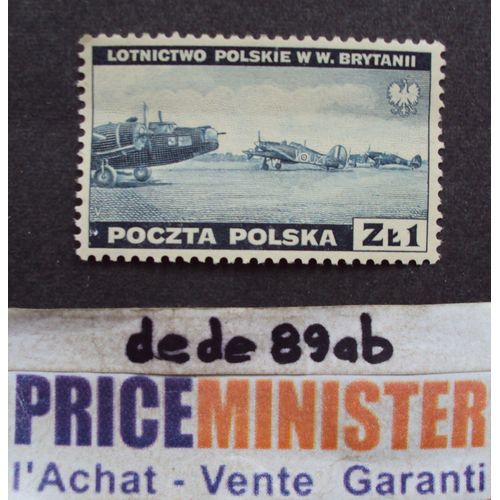 LOTNICTWO POLSKIE W W. BRYTANII
POCZTA POLSKA ZŁ1
dede 89ab
PRICEMINISTER
l'Achat - Vente Garanti